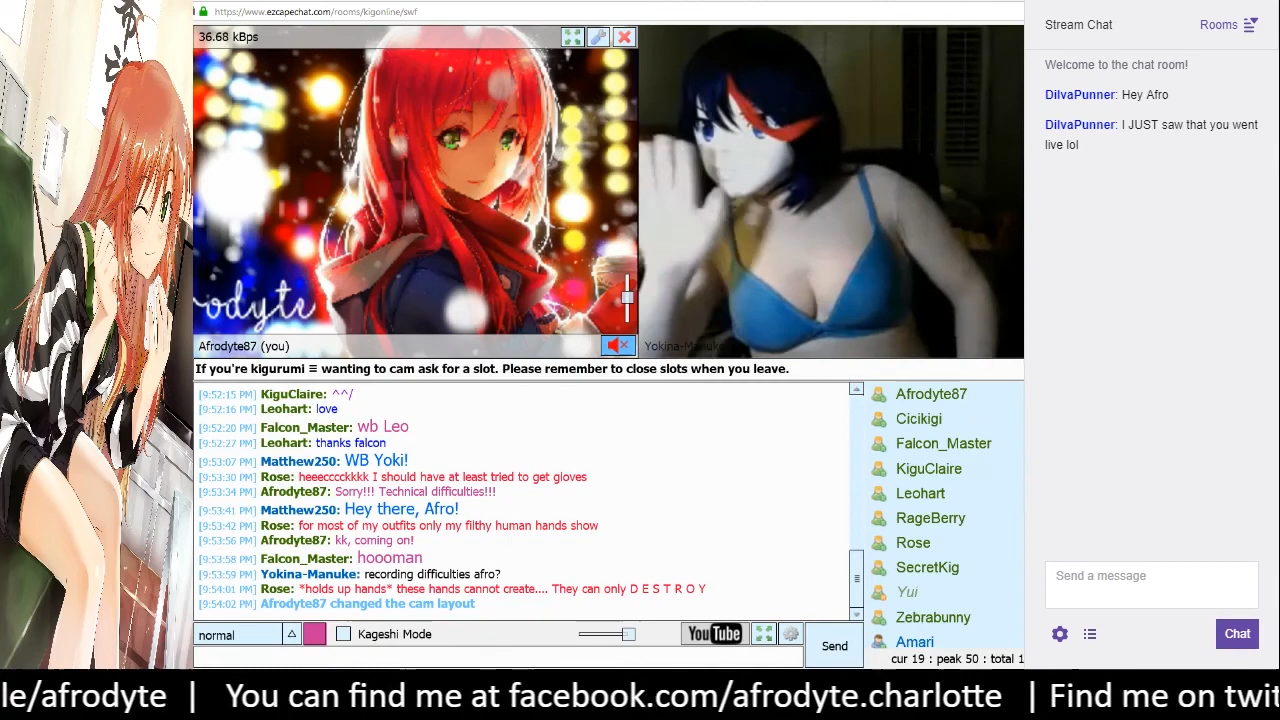 https://www.ezcapechat.com/rooms/kigonline/swf
36.68 kBps
rodyte
Afrodyte87 (you)
Yokina-Manuke
If you're kigurumi ≡ wanting to cam ask for a slot. Please remember to close slots when you leave.
[9:52:15 PM] KiguClaire: ^^/
[9:52:16 PM] Leohart: love
[9:52:20 PM] Falcon_Master: wb Leo
[9:52:27 PM] Leohart: thanks falcon
[9:53:07 PM] Matthew250: WB Yoki!
[9:53:30 PM] Rose: heeecccckkkk I should have at least tried to get gloves
[9:53:34 PM] Afrodyte87: Sorry!!! Technical difficulties!!!
[9:53:41 PM] Matthew250: Hey there, Afro!
[9:53:42 PM] Rose: for most of my outfits only my filthy human hands show
[9:53:56 PM] Afrodyte87: kk, coming on!
[9:53:58 PM] Falcon_Master: hoooman
[9:53:59 PM] Yokina-Manuke: recording difficulties afro?
[9:54:01 PM] Rose: *holds up hands* these hands cannot create.... They can only D E S T R O Y
[9:54:02 PM] Afrodyte87 changed the cam layout
normal
Kageshi Mode
YouTube
Send
Afrodyte87
Cicikigi
Falcon_Master
KiguClaire
Leohart
RageBerry
Rose
SecretKig
Yui
Zebrabunny
Amari
cur 19 : peak 50 : total 1
Stream Chat
Rooms
Welcome to the chat room!
DilvaPunner: Hey Afro
DilvaPunner: I JUST saw that you went
live lol
Send a message
Chat
le/afrodyte | You can find me at facebook.com/afrodyte.charlotte | Find me on twit